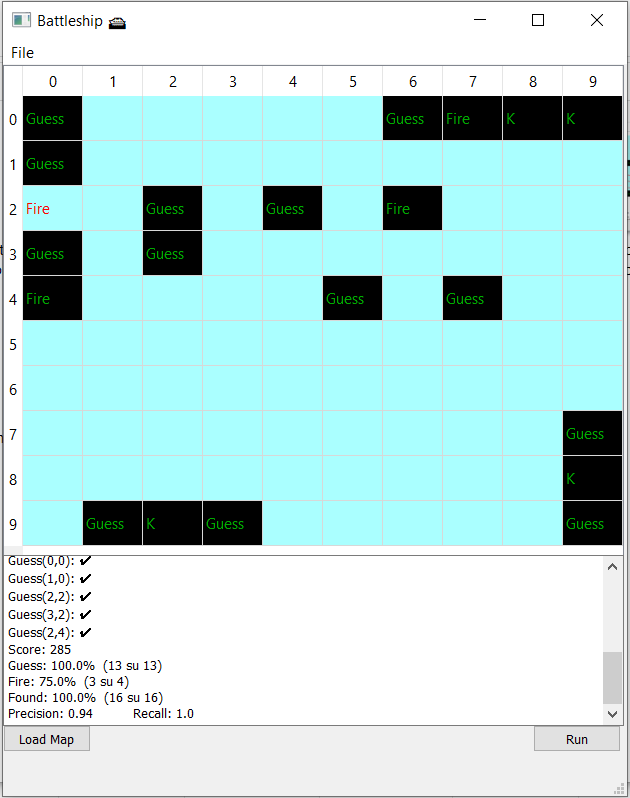 Battleship
File
0 1 2 3 4 5 6 7 8 9
0 Guess Guess Fire K K
1 Guess
2 Fire Guess Guess Fire
3 Guess Guess
4 Fire Guess Guess
5
6
7 Guess
8 K
9 Guess K Guess Guess
Guess(0,0): ✔
Guess(1,0): ✔
Guess(2,2): ✔
Guess(3,2): ✔
Guess(2,4): ✔
Score: 285
Guess: 100.0% (13 su 13)
Fire: 75.0% (3 su 4)
Found: 100.0% (16 su 16)
Precision: 0.94 Recall: 1.0
Load Map Run